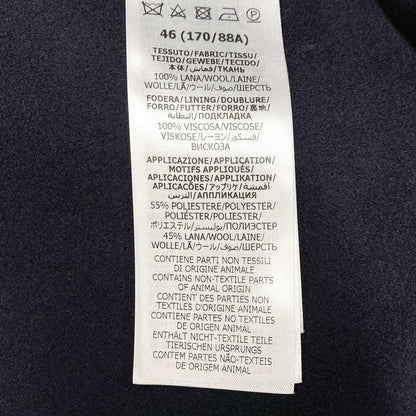 46 (170/88A)
TESSUTO/FABRIC/TISSU/
TEJIDO/GEWEBE/TECIDO/
本体/قماش/ТКАНЬ
100% LANA/WOOL/LAINE/
WOLLE/LÃ/ウール/صوف/ШЕРСТЬ
FODERA/LINING/DOUBLURE/
FORRO/FUTTER/FORRO/裏地/
البطانة/ПОДКЛАДКА
100% VISCOSA/VISCOSE/
VISKOSE/レーヨン/فسكوز/
ВИСКОЗА
APPLICAZIONE/APPLICATION/
MOTIFS APPLIQUÉS/
APLICACIONES/APPLIKATION/
APLICAÇÕES/アップリケ/أقمشة
التزيين/АППЛИКАЦИЯ
55% POLIESTERE/POLYESTER/
POLIÉSTER/POLIÉSTER/
ポリエステル/بوليستر/ПОЛИЭСТЕР
45% LANA/WOOL/LAINE/
WOLLE/LÃ/ウール/صوف/ШЕРСТЬ
CONTIENE PARTI NON TESSILI
DI ORIGINE ANIMALE
CONTAINS NON-TEXTILE PARTS
OF ANIMAL ORIGIN
CONTIENT DES PARTIES NON
TEXTILES D'ORIGINE ANIMALE
CONTIENE PARTES NO TEXTILES
DE ORIGEN ANIMAL
ENTHÄLT NICHT-TEXTILE TEILE
TIERISCHEN URSPRUNGS
CONTEM PARTES NÃO-TEXTEIS
DE ORIGEM ANIMAL